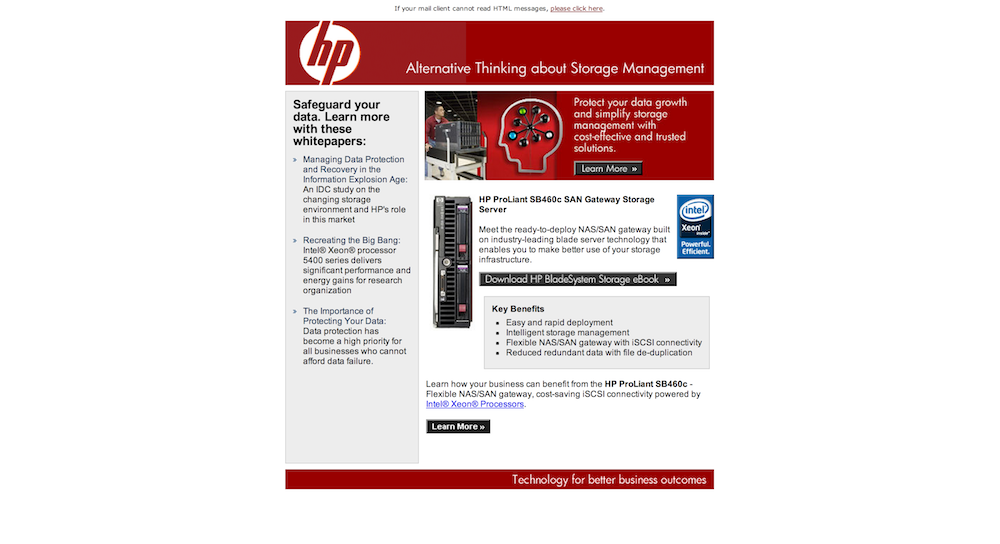 If your mail client cannot read HTML messages, please click here.
hp
Alternative Thinking about Storage Management
Safeguard your
data. Learn more
with these
whitepapers:
» Managing Data Protection
and Recovery in the
Information Explosion Age:
An IDC study on the
changing storage
environment and HP's role
in this market
» Recreating the Big Bang:
Intel® Xeon® processor
5400 series delivers
significant performance and
energy gains for research
organization
» The Importance of
Protecting Your Data:
Data protection has
become a high priority for
all businesses who cannot
afford data failure.
Protect your data growth
and simplify storage
management with
cost-effective and trusted
solutions.
Learn More »
HP ProLiant SB460c SAN Gateway Storage
Server
Meet the ready-to-deploy NAS/SAN gateway built
on industry-leading blade server technology that
enables you to make better use of your storage
infrastructure.
Download HP BladeSystem Storage eBook »
intel
Xeon
inside™
Powerful.
Efficient.
Key Benefits
• Easy and rapid deployment
• Intelligent storage management
• Flexible NAS/SAN gateway with iSCSI connectivity
• Reduced redundant data with file de-duplication
Learn how your business can benefit from the HP ProLiant SB460c -
Flexible NAS/SAN gateway, cost-saving iSCSI connectivity powered by
Intel® Xeon® Processors.
Learn More »
Technology for better business outcomes